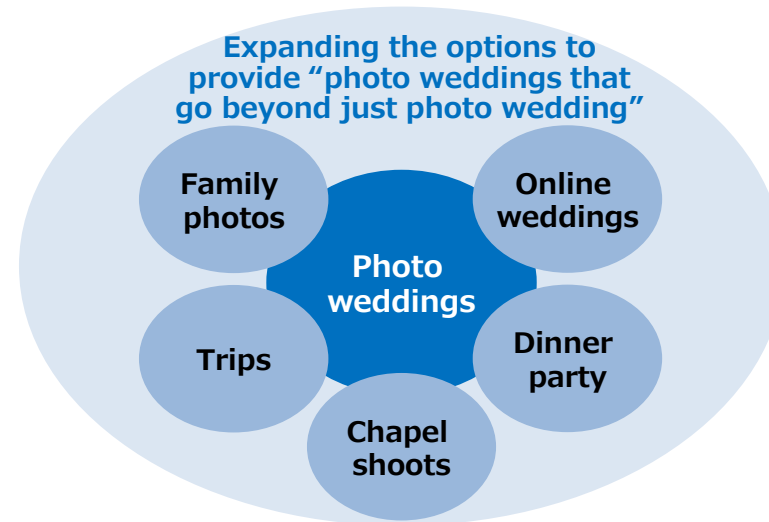 Expanding the options to
provide “photo weddings that
go beyond just photo wedding”
Family
photos
Online
weddings
Photo
weddings
Trips
Dinner
party
Chapel
shoots